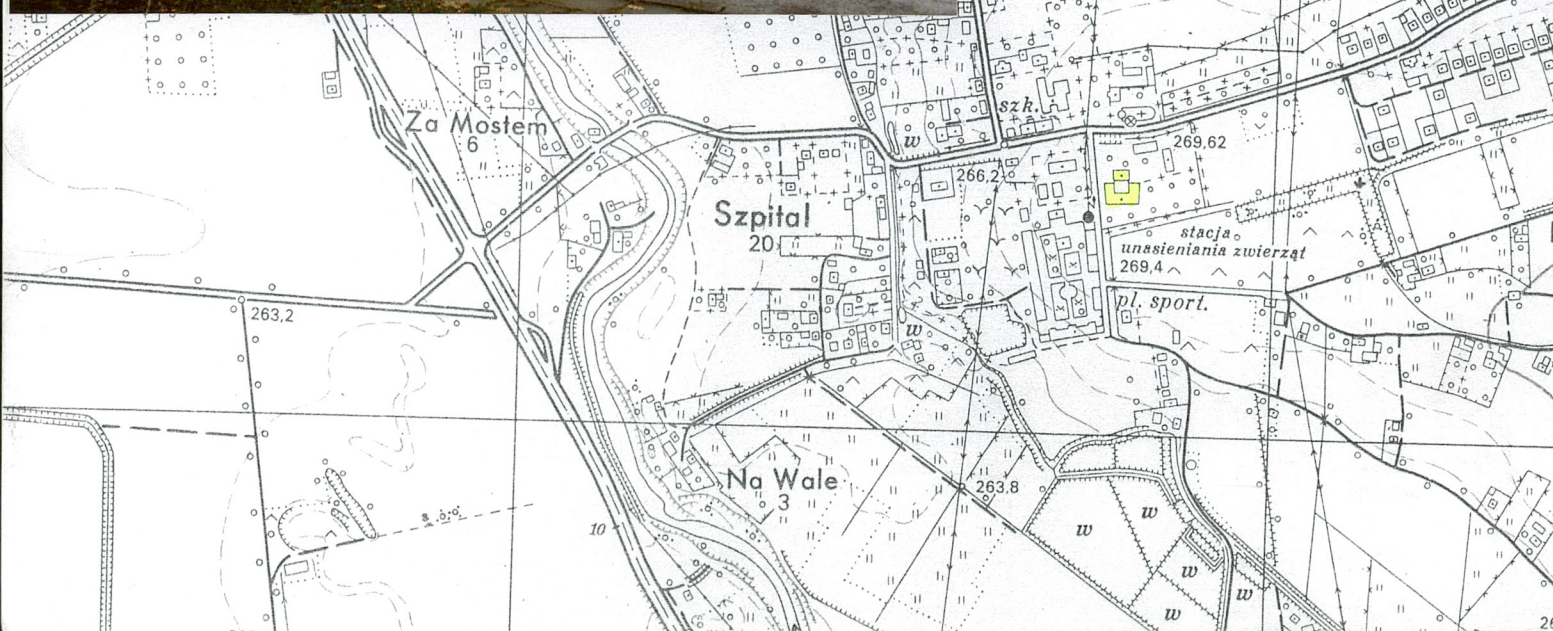 szk.
Za Mostem
6
w
269,62
266,2
Szpital
20
stacja
unasieniania zwierząt
269,4
pl. sport.
263,2
w
Na Wale
3
263,8
10
s
w
w
w
w
w